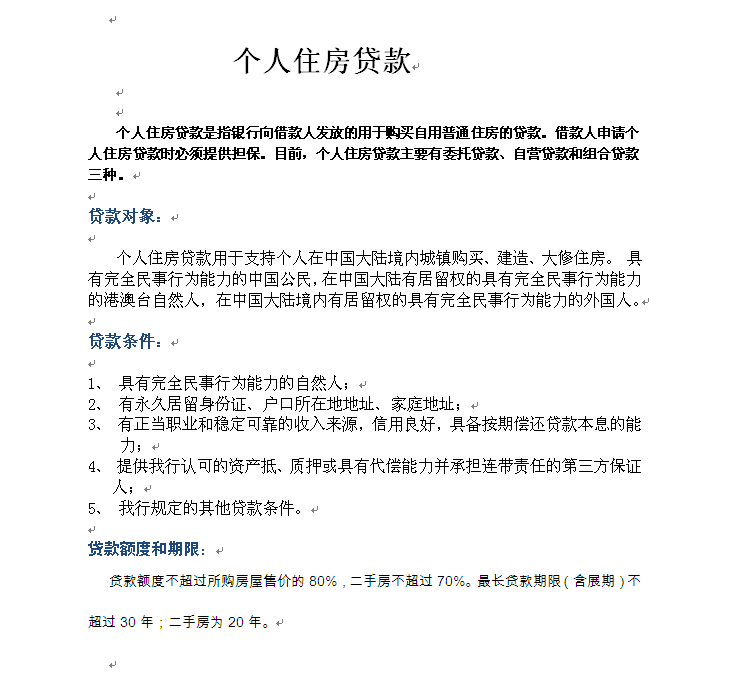 个人住房贷款
个人住房贷款是指银行向借款人发放的用于购买自用普通住房的贷款。借款人申请个
人住房贷款时必须提供担保。目前，个人住房贷款主要有委托贷款、自营贷款和组合贷款
三种。
贷款对象：
个人住房贷款用于支持个人在中国大陆境内城镇购买、建造、大修住房。 具
有完全民事行为能力的中国公民，在中国大陆有居留权的具有完全民事行为能力
的港澳台自然人，在中国大陆境内有居留权的具有完全民事行为能力的外国人。
贷款条件：
1、 具有完全民事行为能力的自然人；
2、 有永久居留身份证、户口所在地地址、家庭地址；
3、 有正当职业和稳定可靠的收入来源，信用良好，具备按期偿还贷款本息的能
力；
4、 提供我行认可的资产抵、质押或具有代偿能力并承担连带责任的第三方保证
人；
5、 我行规定的其他贷款条件。
贷款额度和期限：
贷款额度不超过所购房屋售价的 80%，二手房不超过 70%。最长贷款期限（含展期）不
超过 30 年；二手房为 20 年。